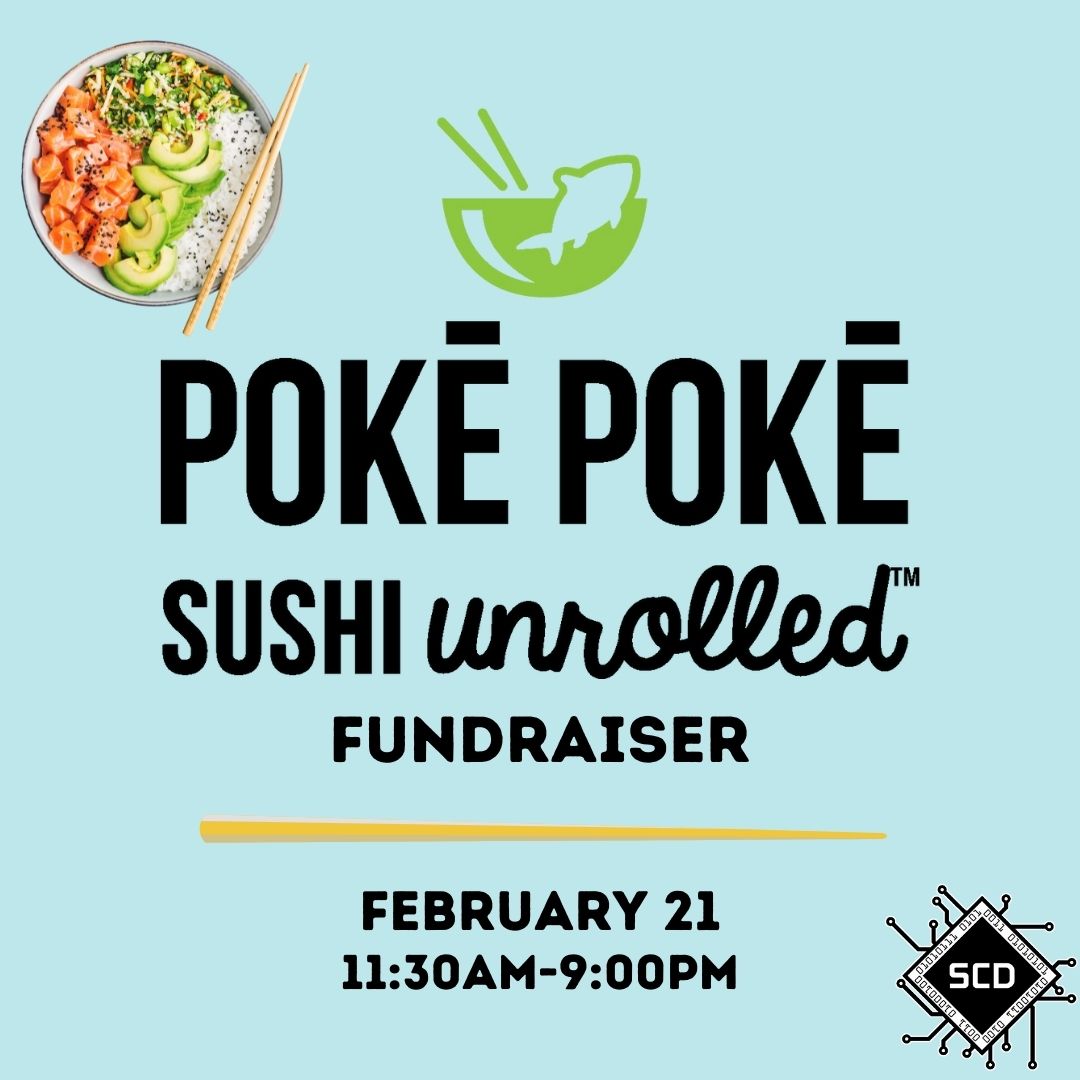 POKĒ POKĒ
SUSHI unrolled™
FUNDRAISER
FEBRUARY 21
11:30AM-9:00PM
SCD